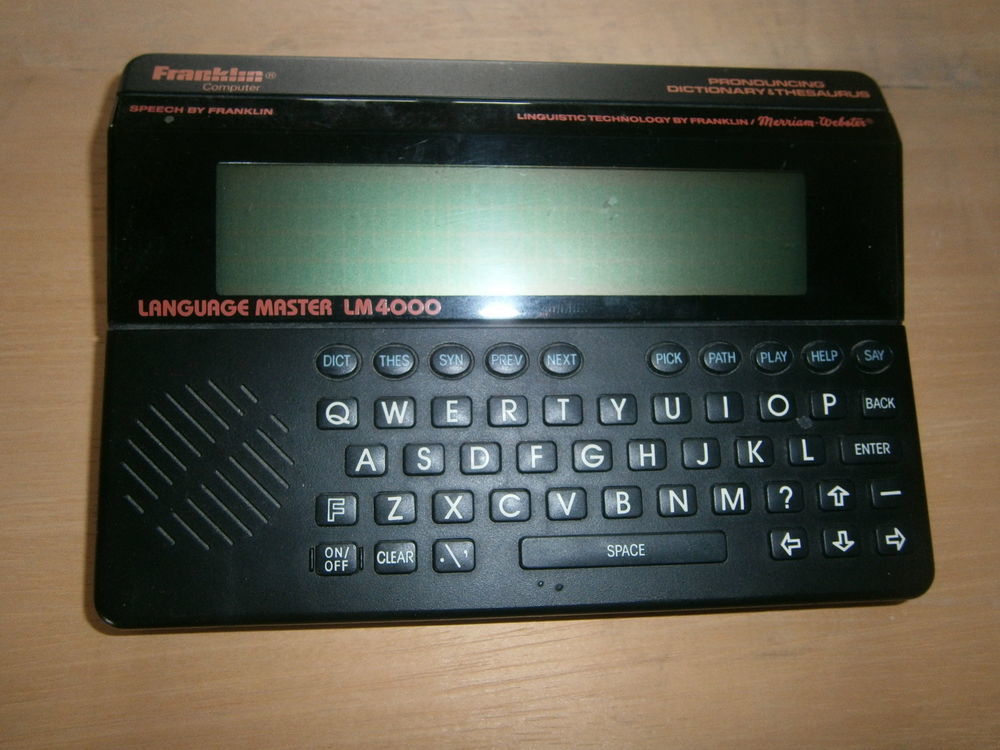 Franklin®
Computer
PRONOUNCING
DICTIONARY & THESAURUS
SPEECH BY FRANKLIN
LINGUISTIC TECHNOLOGY BY FRANKLIN / Merriam-Webster®
LANGUAGE MASTER LM4000
DICT THES SYN PREV NEXT PICK PATH PLAY HELP SAY
Q W E R T Y U I O P BACK
A S D F G H J K L ENTER
F Z X C V B N M ? ⇧ —
ON/
OFF CLEAR .\' SPACE ⇦ ⇩ ⇨